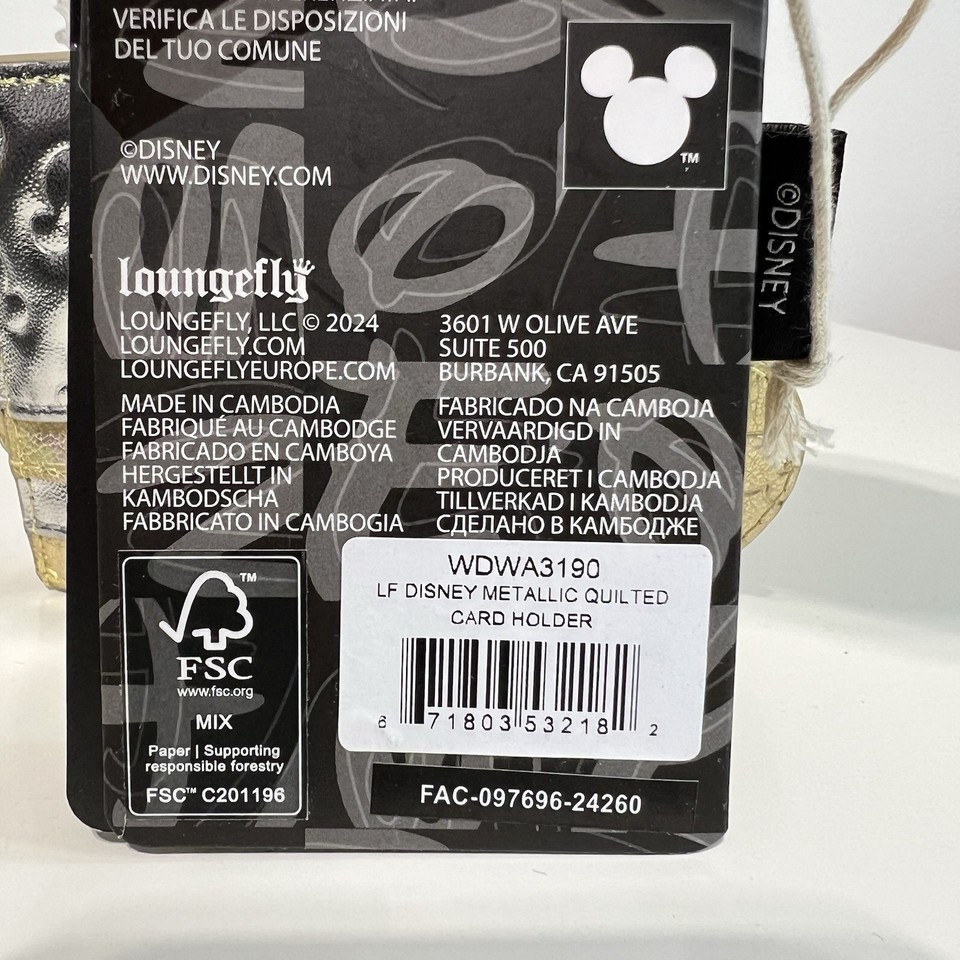 VERIFICA LE DISPOSIZIONI
DEL TUO COMUNE
©DISNEY
WWW.DISNEY.COM
TM
©DISNEY
loungefly
LOUNGEFLY, LLC © 2024
LOUNGEFLY.COM
LOUNGEFLYEUROPE.COM
3601 W OLIVE AVE
SUITE 500
BURBANK, CA 91505
MADE IN CAMBODIA
FABRIQUÉ AU CAMBODGE
FABRICADO EN CAMBOYA
HERGESTELLT IN
KAMBODSCHA
FABBRICATO IN CAMBOGIA
FABRICADO NA CAMBOJA
VERVAARDIGD IN
CAMBODJA
PRODUCERET I CAMBODJA
TILLVERKAD I KAMBODJA
СДЕЛАНО В КАМБОДЖЕ
TM
FSC
www.fsc.org
MIX
Paper | Supporting
responsible forestry
FSC™ C201196
WDWA3190
LF DISNEY METALLIC QUILTED
CARD HOLDER
6 71803 53218 2
FAC-097696-24260